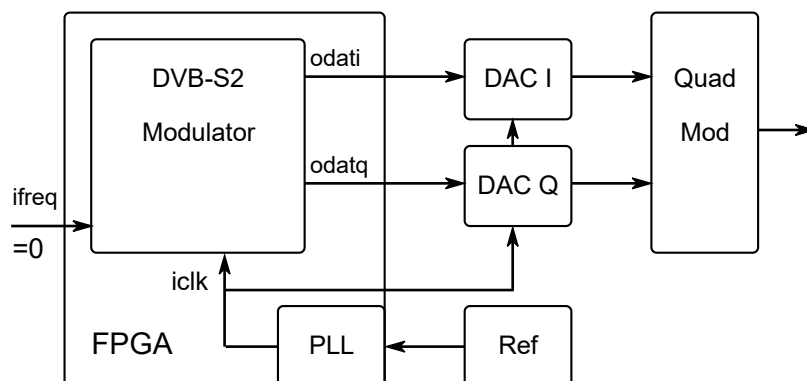 DVB-S2
Modulator
odati
DAC I
Quad
Mod
odatq
DAC Q
ifreq
=0
iclk
FPGA
PLL
Ref